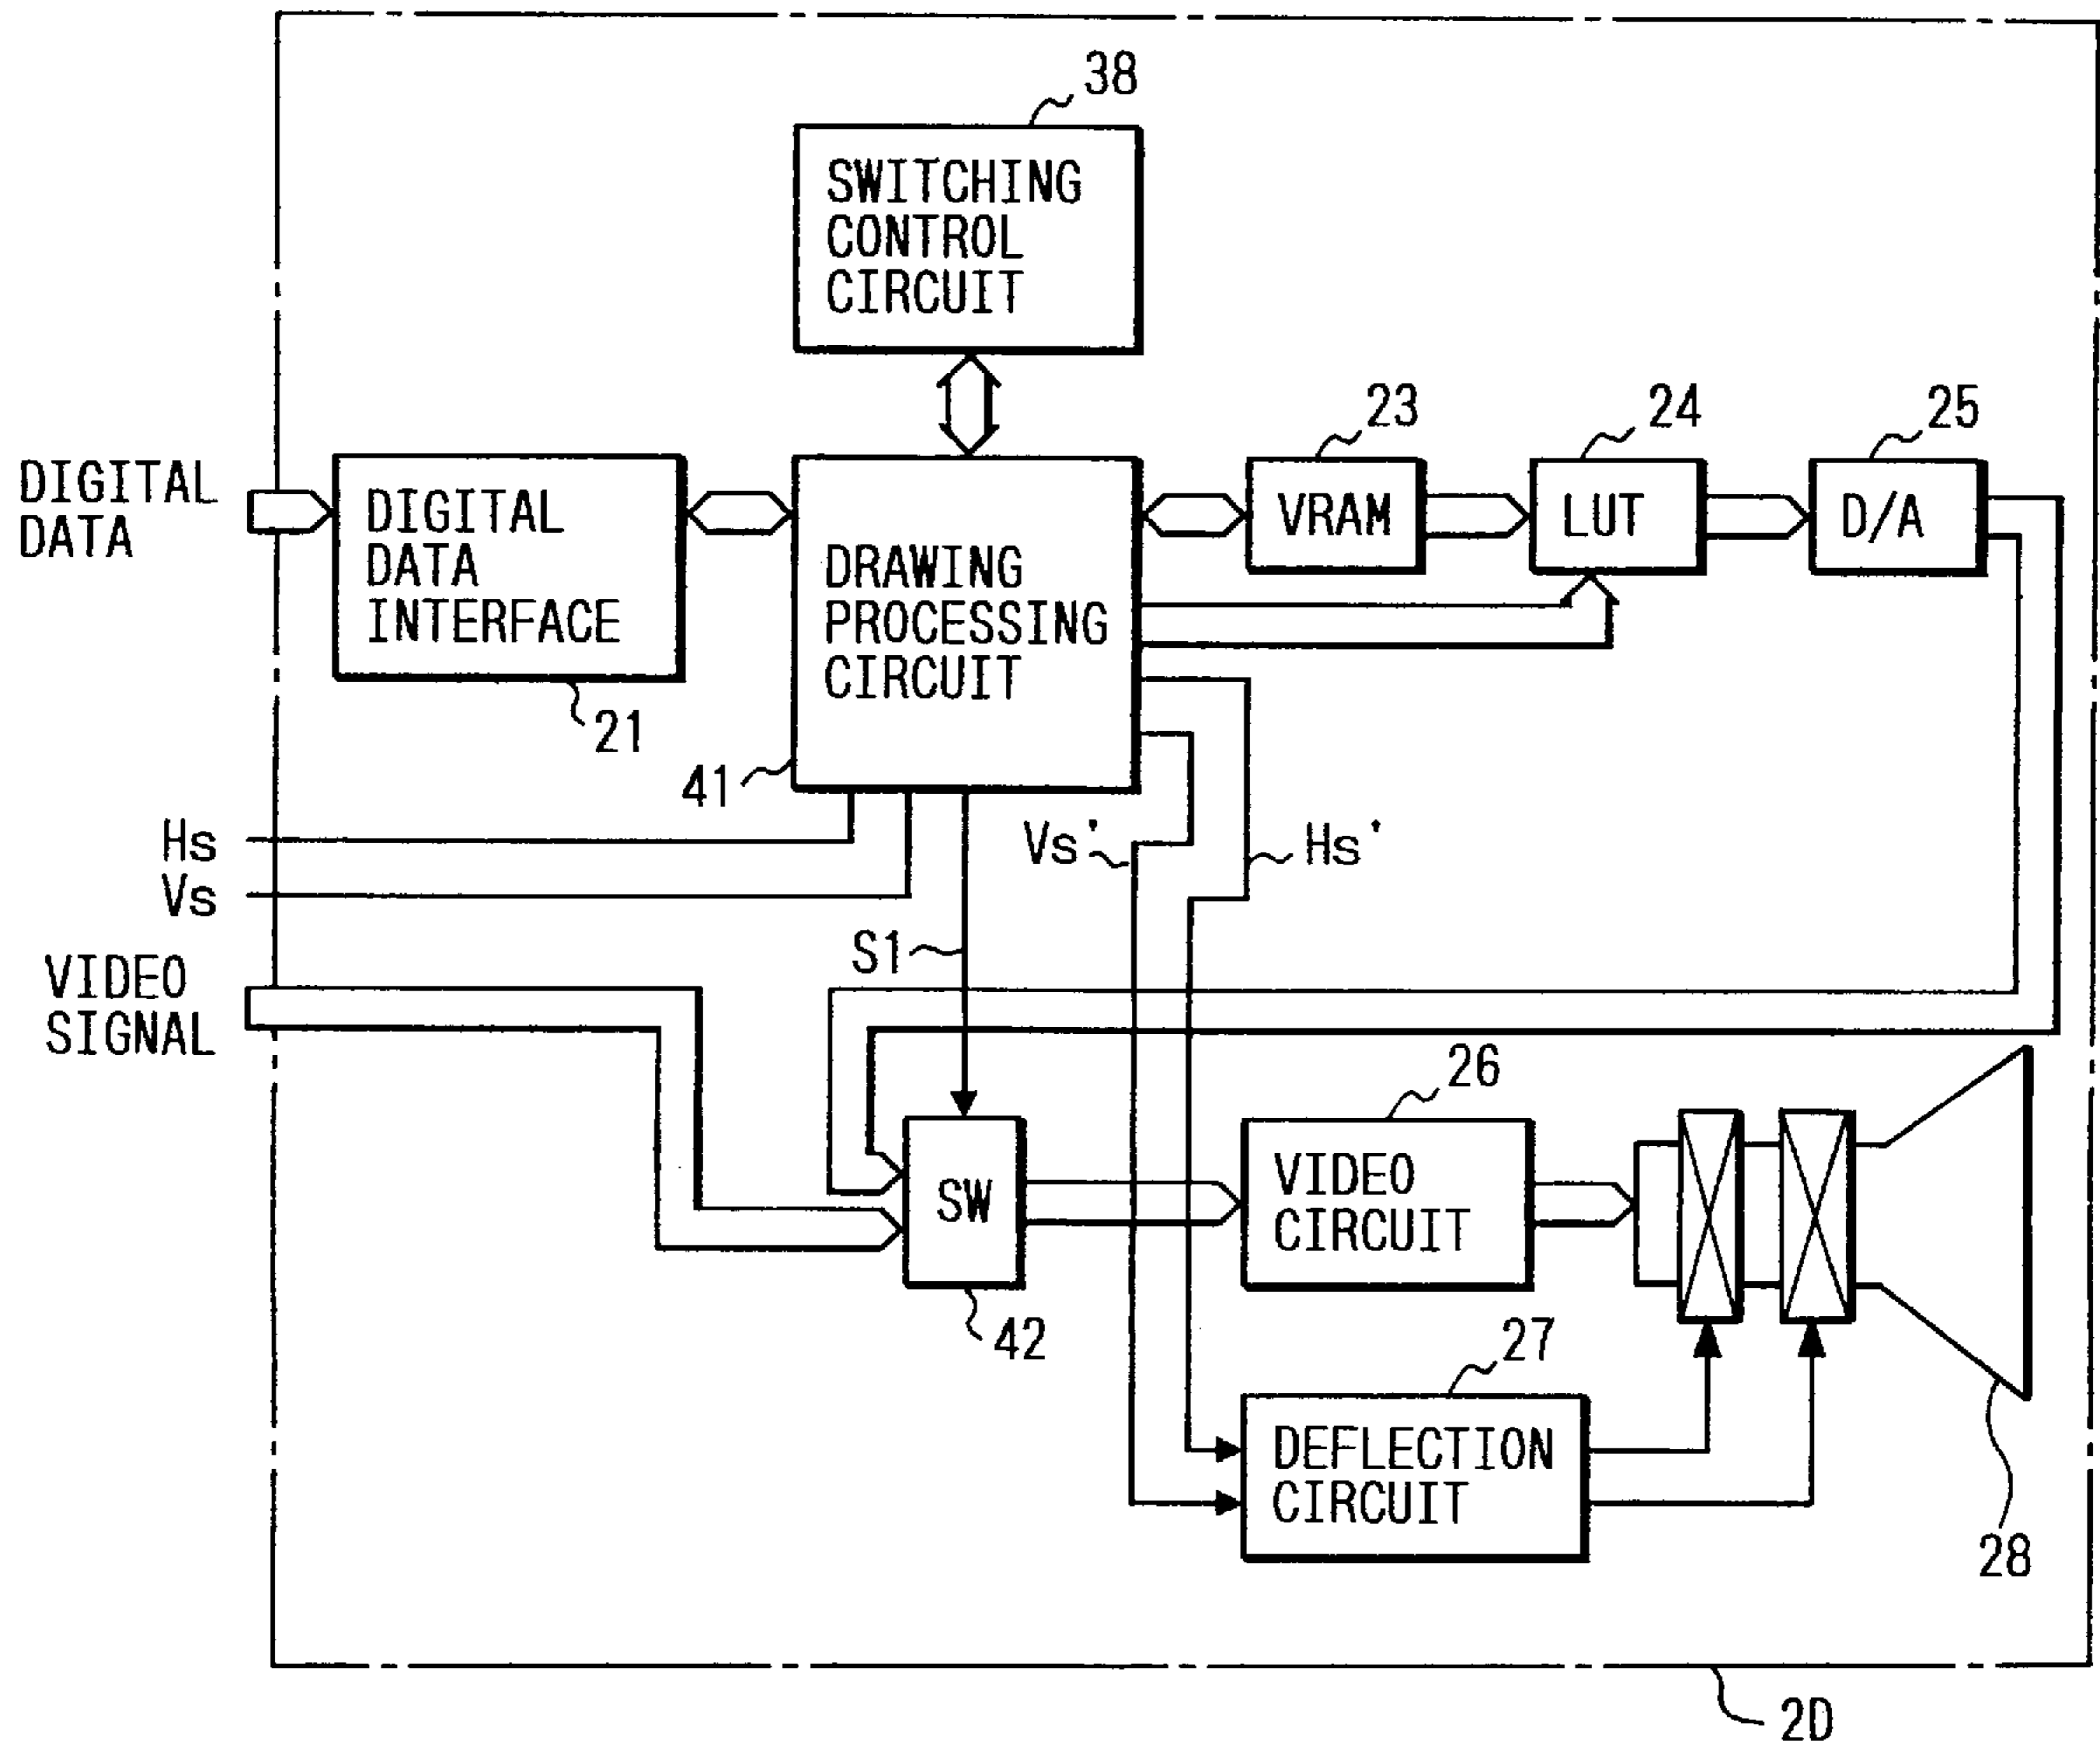 38
SWITCHING
CONTROL
CIRCUIT
23
24
25
DIGITAL
DATA
DIGITAL
DATA
INTERFACE
21
DRAWING
PROCESSING
CIRCUIT
41
VRAM
LUT
D/A
Hs
Vs
Vs'
Hs'
S1
VIDEO
SIGNAL
26
SW
42
VIDEO
CIRCUIT
27
DEFLECTION
CIRCUIT
28
2D